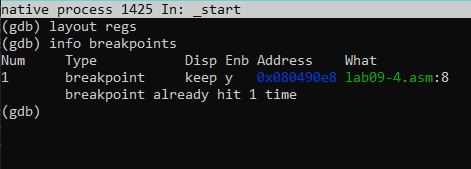 native process 1425 In: _start
(gdb) layout regs
(gdb) info breakpoints
Num     Type           Disp Enb Address    What
1       breakpoint     keep y   0x080490e8 lab09-4.asm:8
        breakpoint already hit 1 time
(gdb)